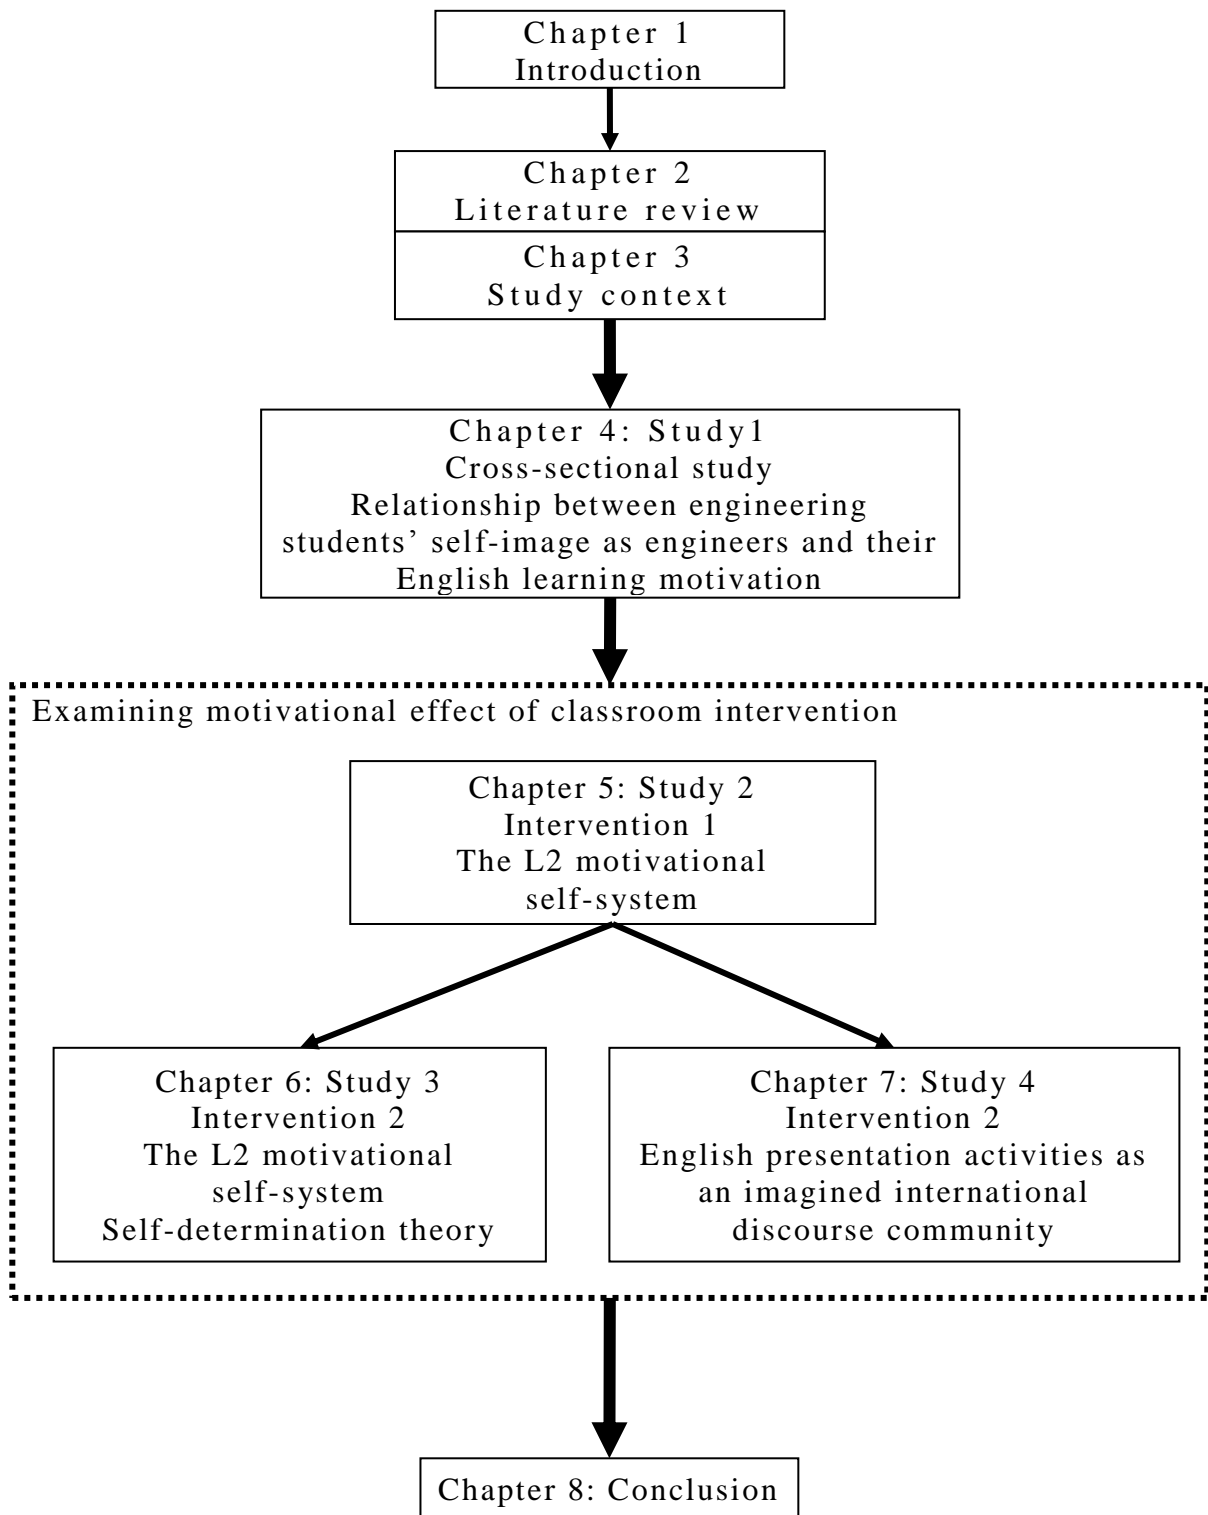 Chapter 1
Introduction
Chapter 2
Literature review
Chapter 3
Study context
Chapter 4: Study1
Cross-sectional study
Relationship between engineering
students’ self-image as engineers and their
English learning motivation
Examining motivational effect of classroom intervention
Chapter 5: Study 2
Intervention 1
The L2 motivational
self-system
Chapter 6: Study 3
Intervention 2
The L2 motivational
self-system
Self-determination theory
Chapter 7: Study 4
Intervention 2
English presentation activities as
an imagined international
discourse community
Chapter 8: Conclusion